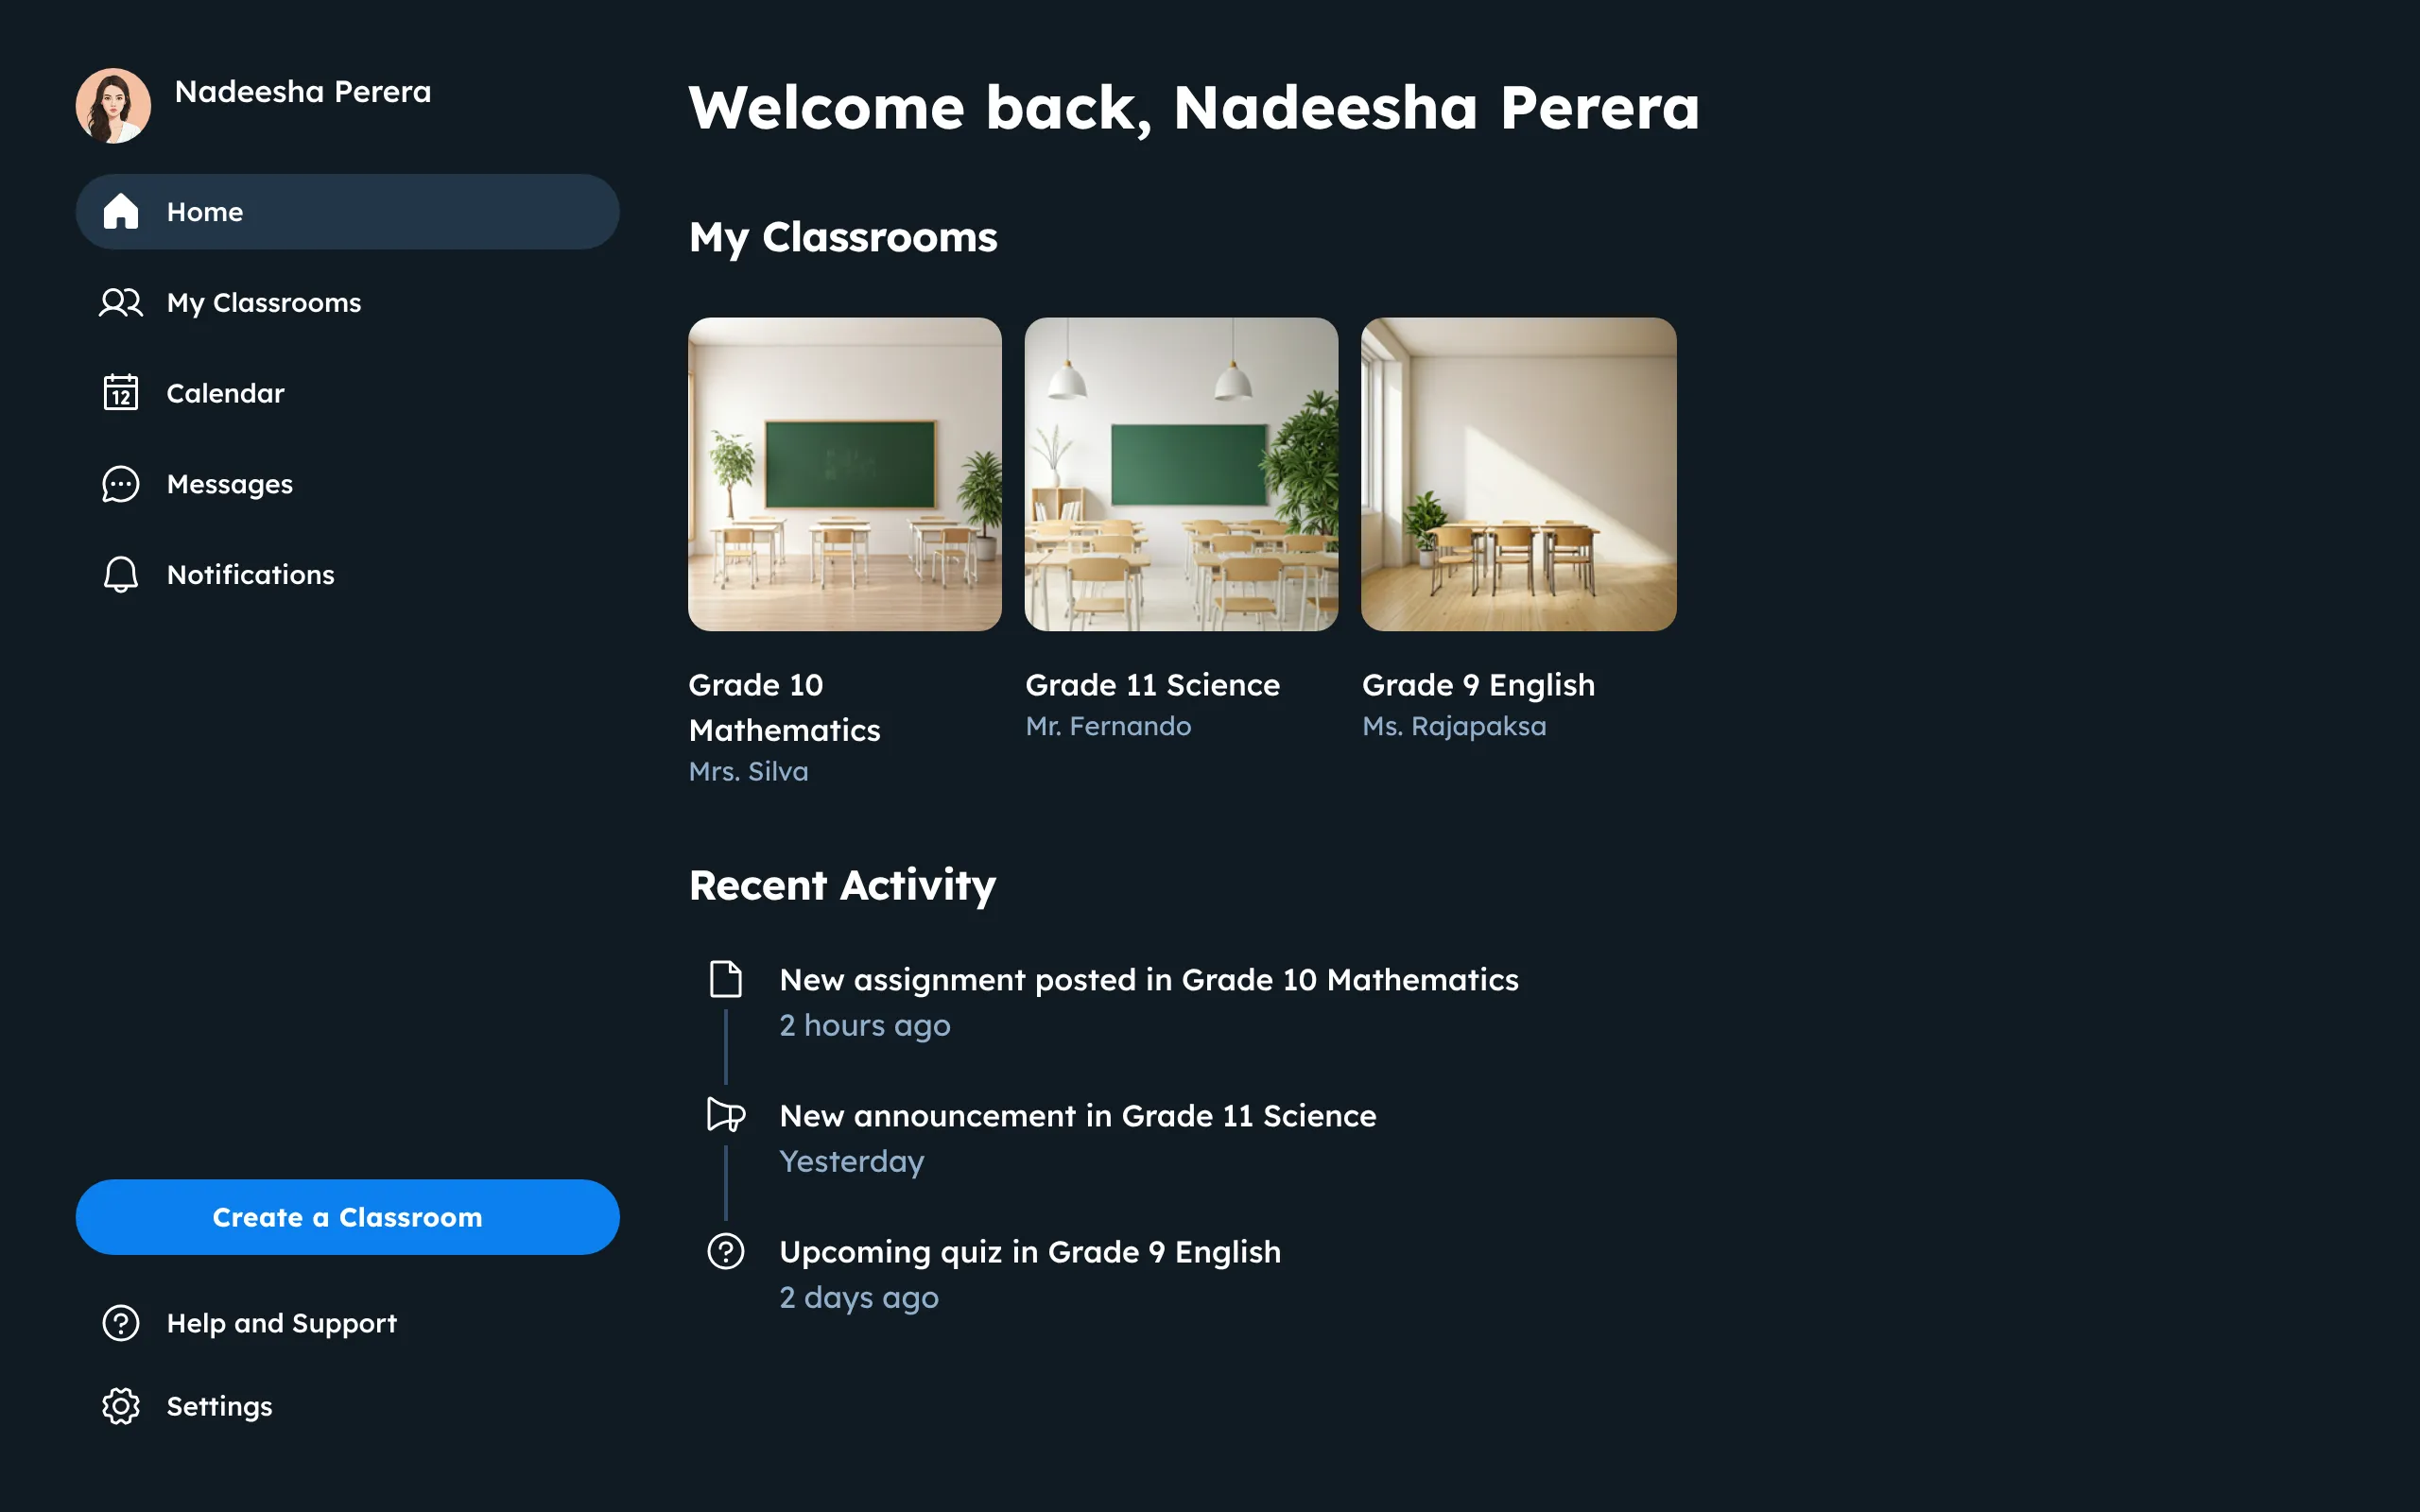 Nadeesha Perera
Home
My Classrooms
12
Calendar
Messages
Notifications
Create a Classroom
Help and Support
Settings
Welcome back, Nadeesha Perera
My Classrooms
Grade 10
Mathematics
Mrs. Silva
Grade 11 Science
Mr. Fernando
Grade 9 English
Ms. Rajapaksa
Recent Activity
New assignment posted in Grade 10 Mathematics
2 hours ago
New announcement in Grade 11 Science
Yesterday
Upcoming quiz in Grade 9 English
2 days ago